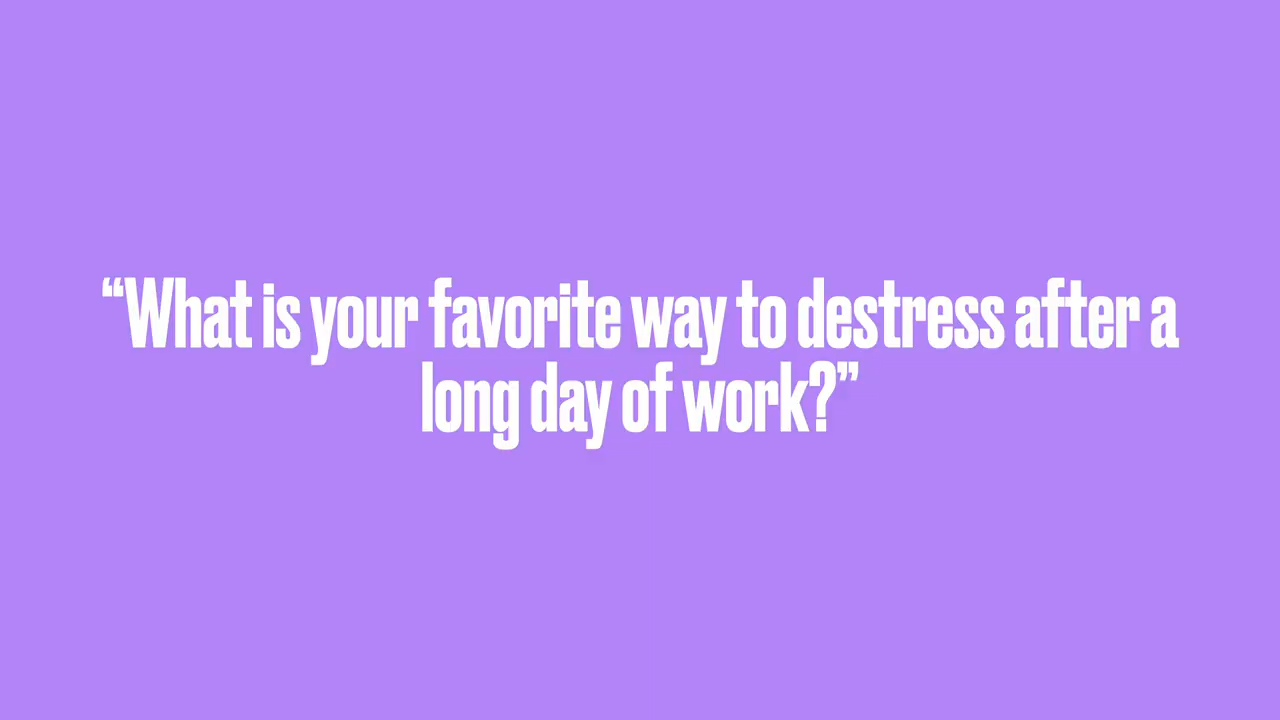 “What is your favorite way to destress after a
long day of work?”